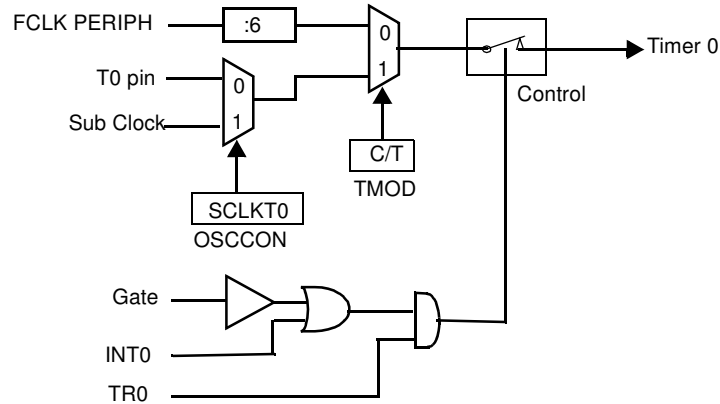 FCLK PERIPH
:6
0
1
T0 pin
0
Sub Clock
1
Timer 0
Control
C/T
TMOD
SCLKT0
OSCCON
Gate
INT0
TR0